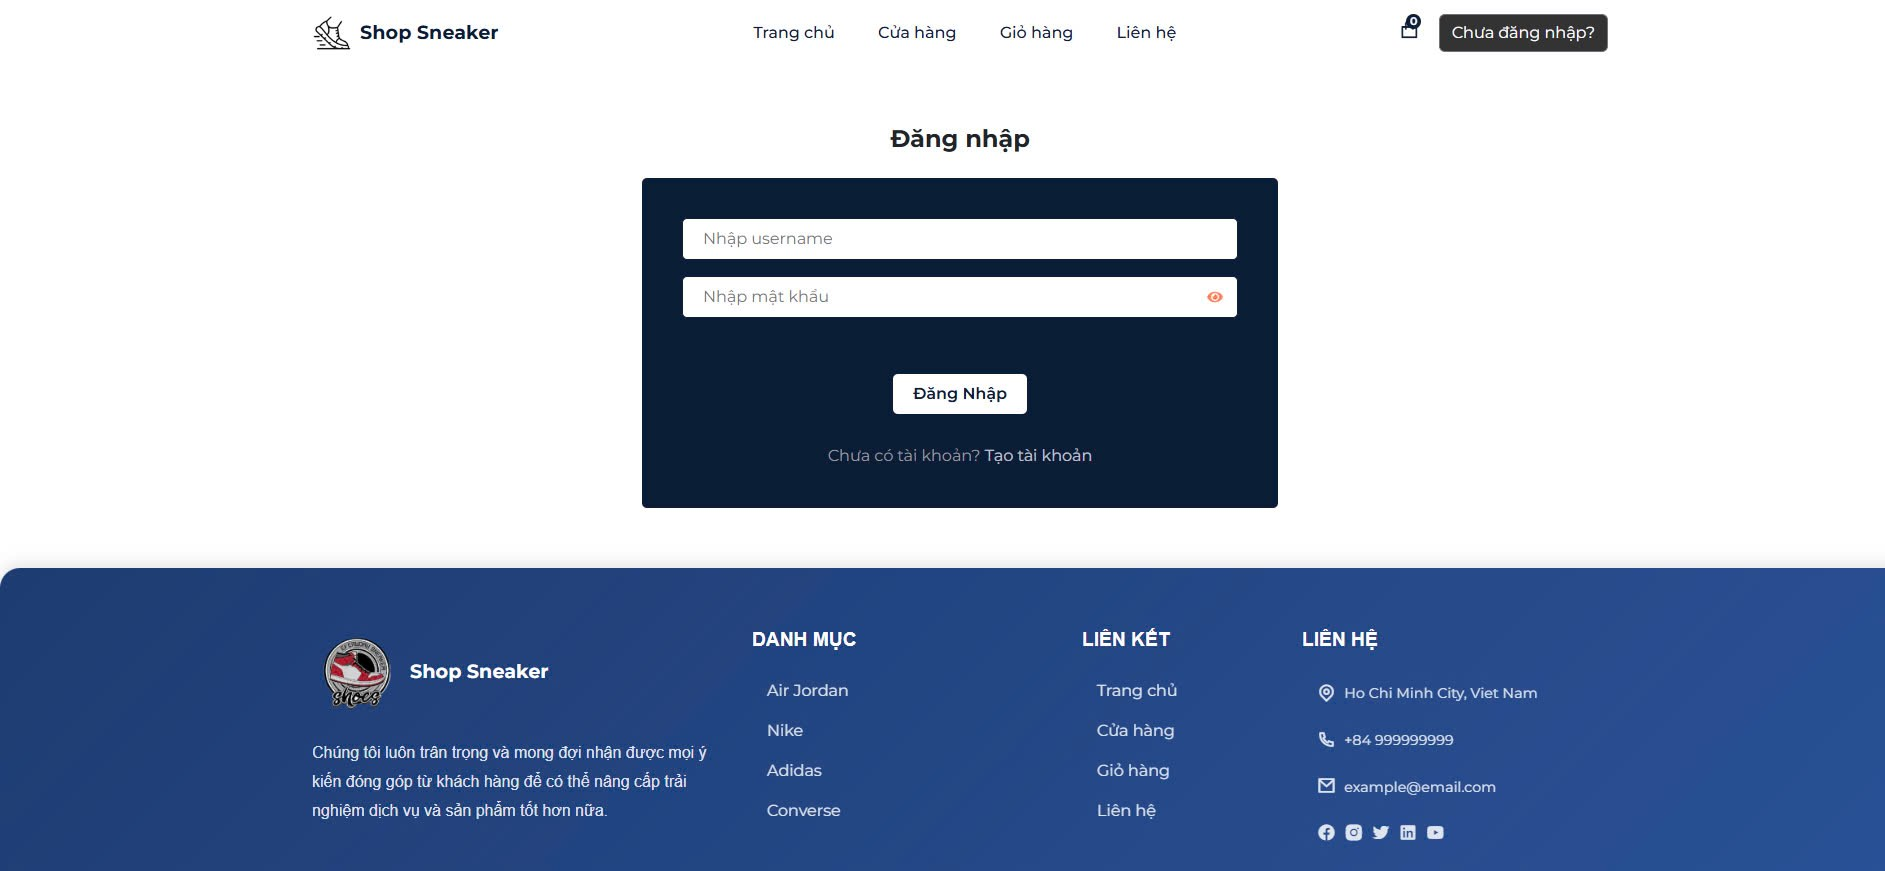 Shop Sneaker
Trang chủ
Cửa hàng
Giỏ hàng
Liên hệ
0
Chưa đăng nhập?
Đăng nhập
Nhập username
Nhập mật khẩu
Đăng Nhập
Chưa có tài khoản? Tạo tài khoản
shoes
Shop Sneaker
Chúng tôi luôn trân trọng và mong đợi nhận được mọi ý
kiến đóng góp từ khách hàng để có thể nâng cấp trải
nghiệm dịch vụ và sản phẩm tốt hơn nữa.
DANH MỤC
Air Jordan
Nike
Adidas
Converse
LIÊN KẾT
Trang chủ
Cửa hàng
Giỏ hàng
Liên hệ
LIÊN HỆ
Ho Chi Minh City, Viet Nam
+84 999999999
example@email.com